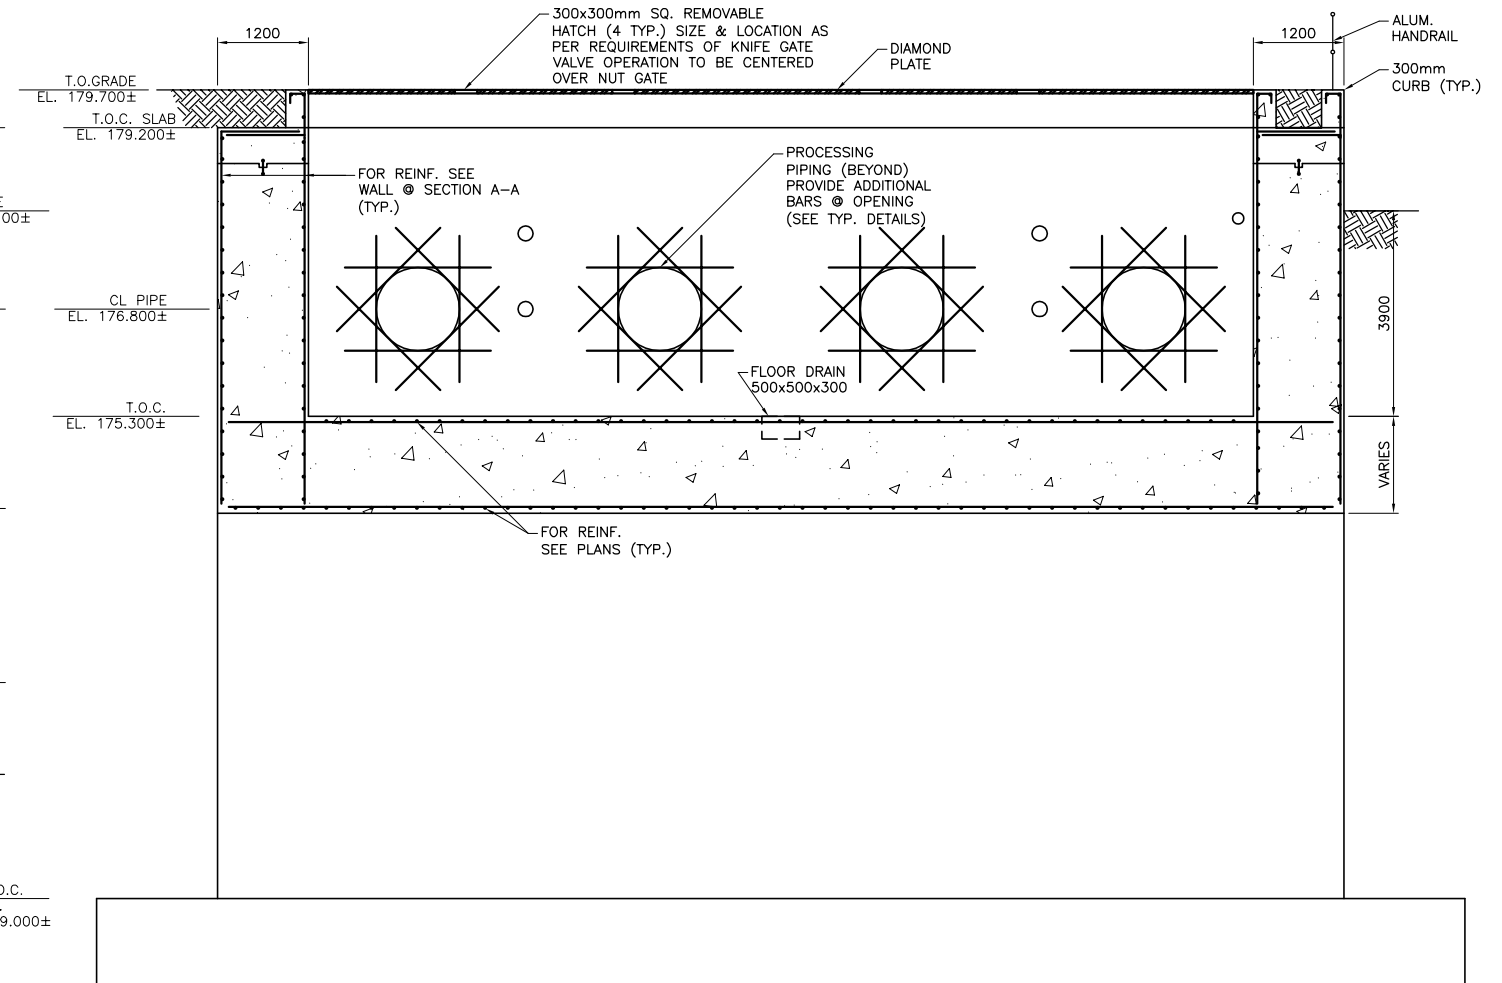 300x300mm SQ. REMOVABLE
HATCH (4 TYP.) SIZE & LOCATION AS
PER REQUIREMENTS OF KNIFE GATE
VALVE OPERATION TO BE CENTERED
OVER NUT GATE
DIAMOND
PLATE
1200
1200
ALUM.
HANDRAIL
300mm
CURB (TYP.)
T.O.GRADE
EL. 179.700±
T.O.C. SLAB
EL. 179.200±
FOR REINF. SEE
WALL @ SECTION A-A
(TYP.)
PROCESSING
PIPING (BEYOND)
PROVIDE ADDITIONAL
BARS @ OPENING
(SEE TYP. DETAILS)
E
00±
CL PIPE
EL. 176.800±
3900
FLOOR DRAIN
500x500x300
T.O.C.
EL. 175.300±
VARIES
FOR REINF.
SEE PLANS (TYP.)
O.C.
9.000±